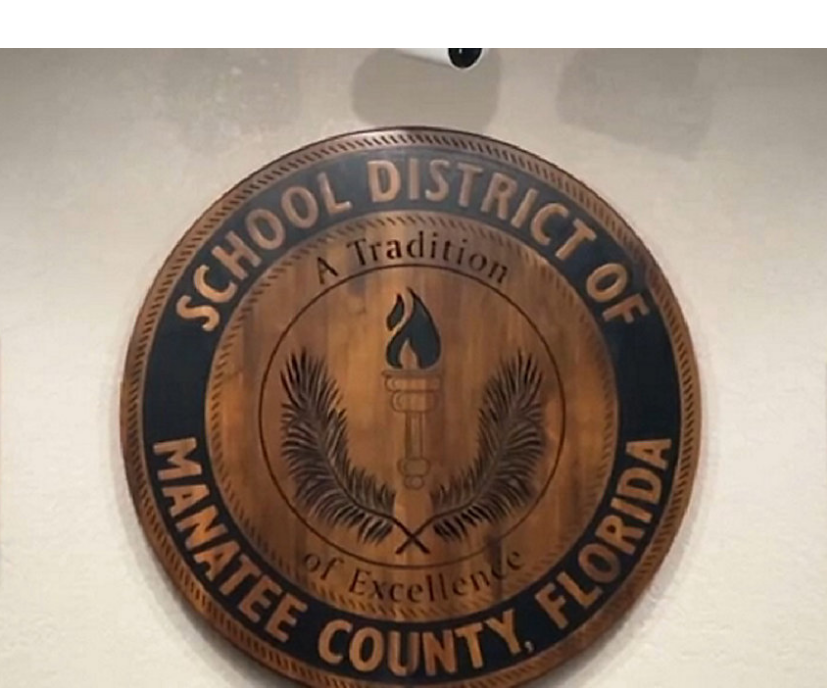 SCHOOL DISTRICT OF
A Tradition
of Excellence
MANATEE COUNTY, FLORIDA